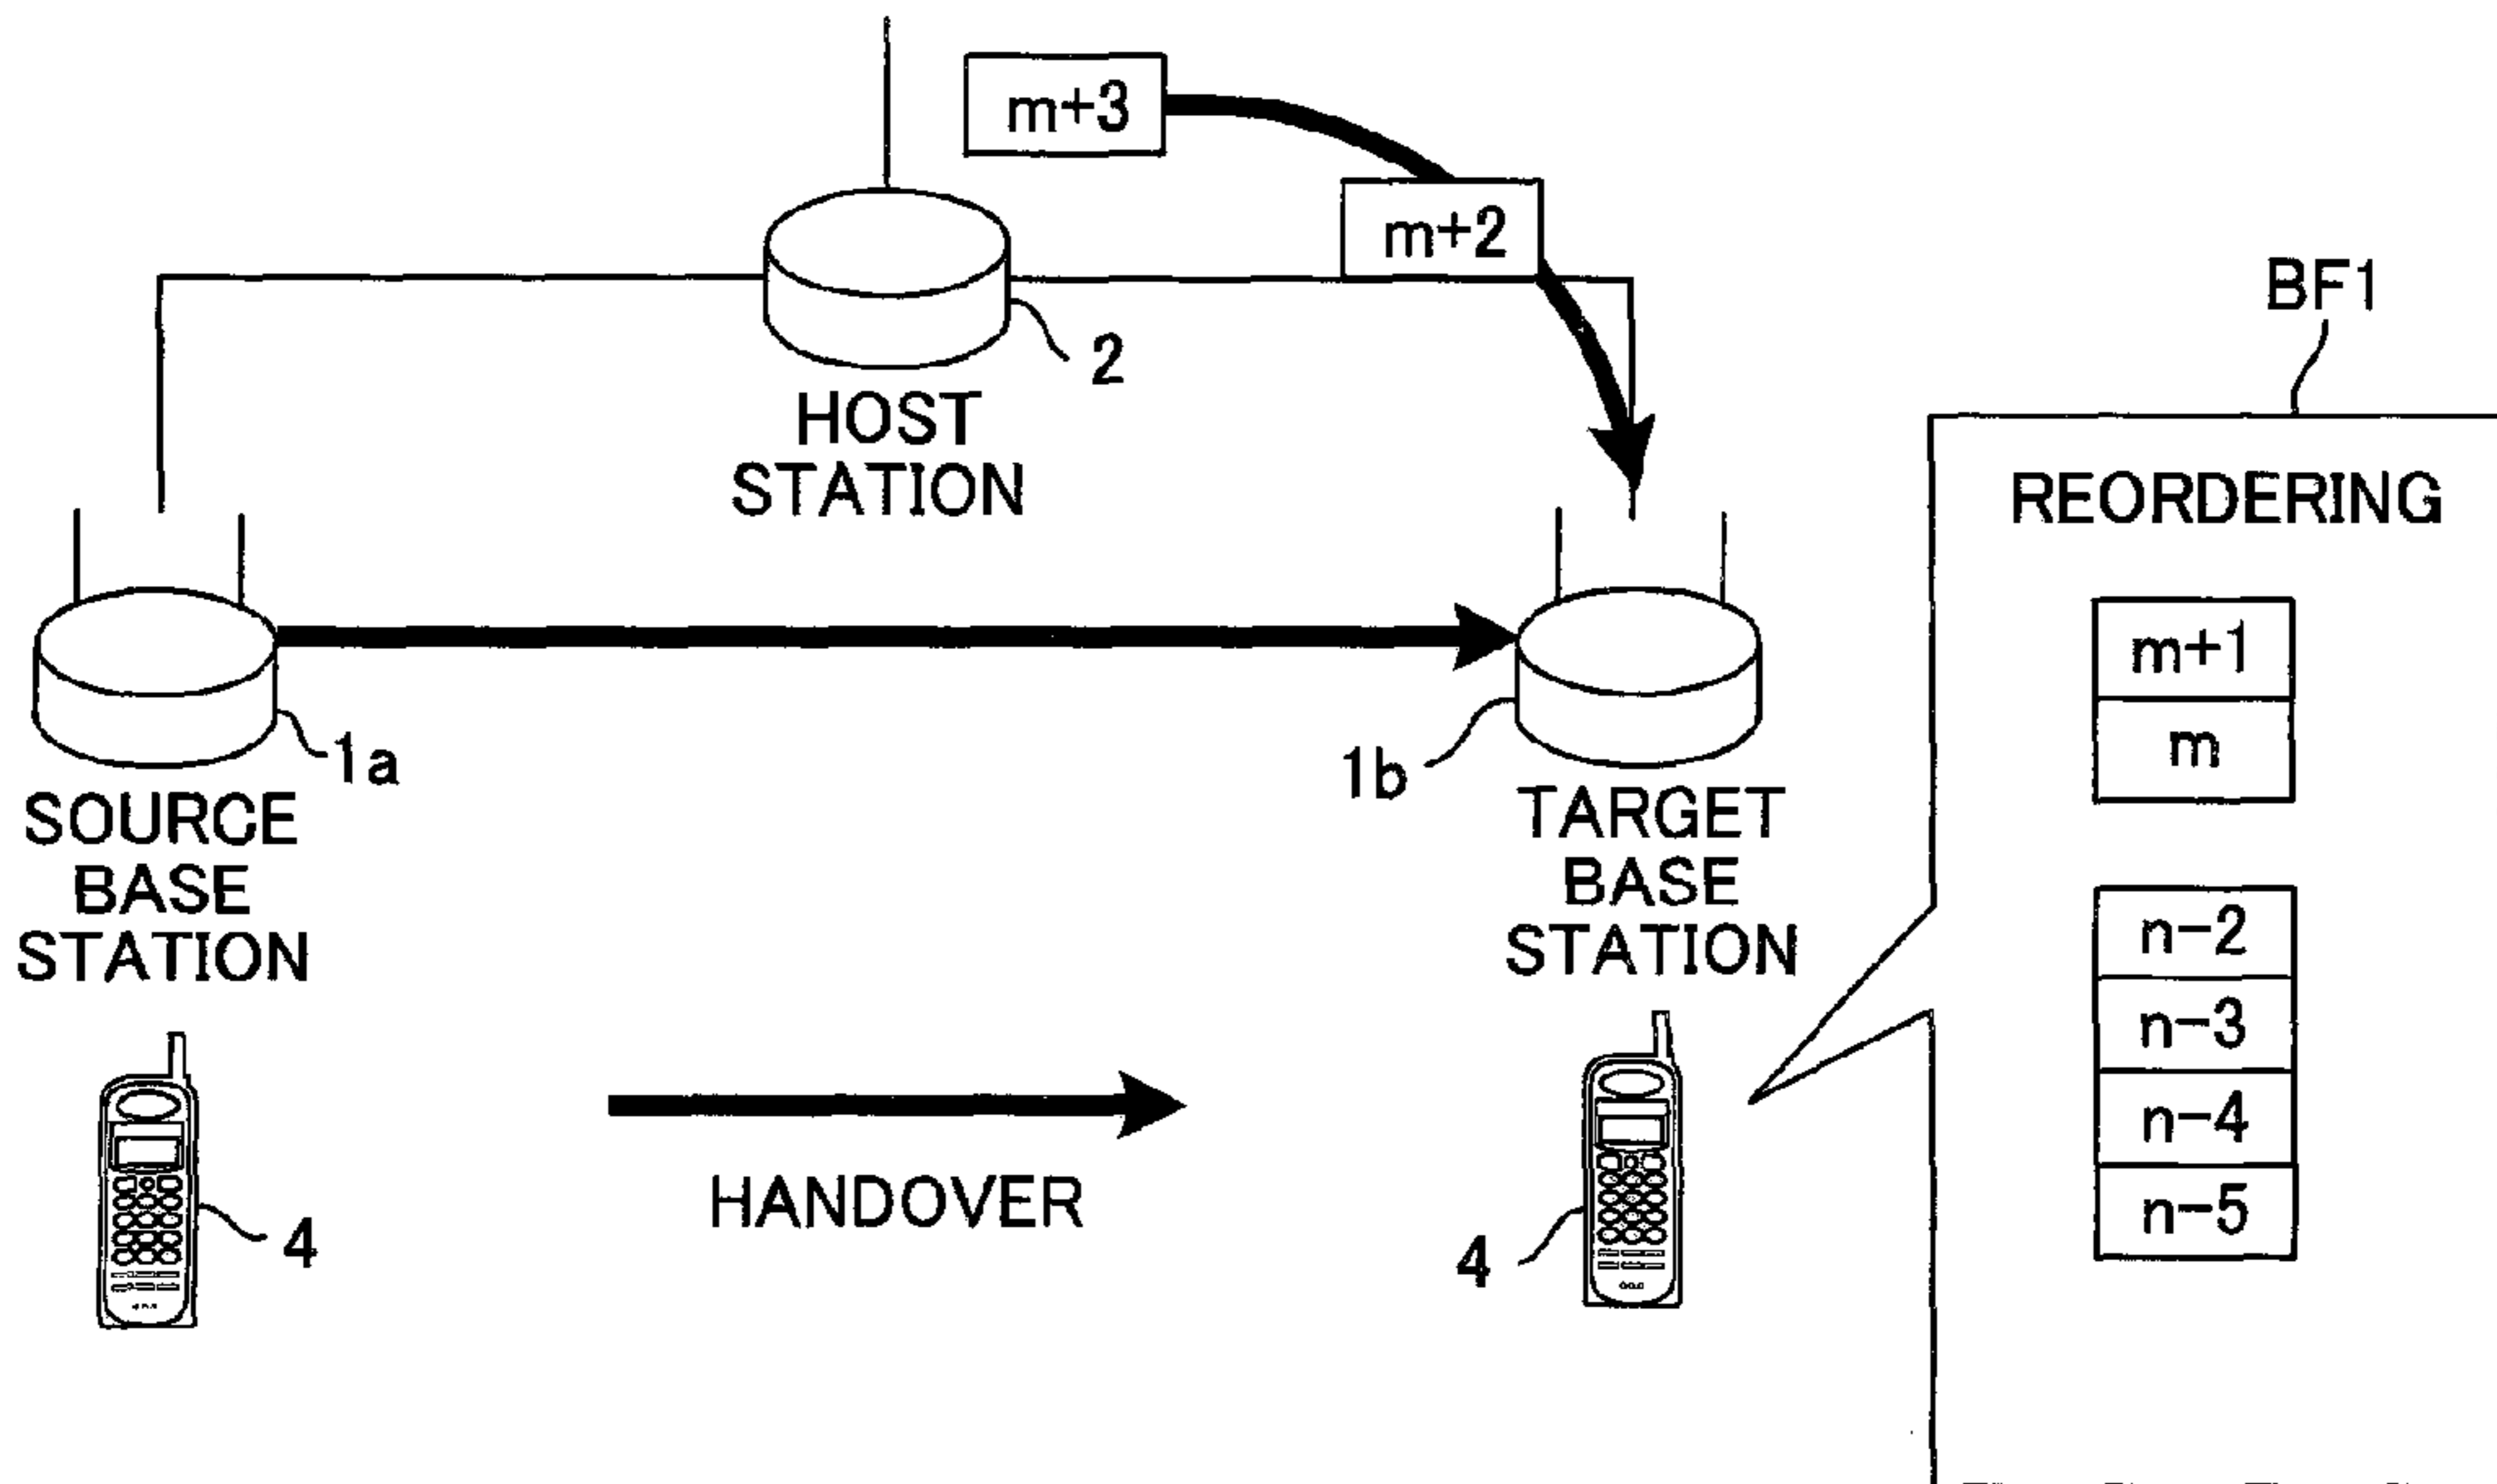 m+3
m+2
BF1
2
HOST
STATION
REORDERING
m+1
m
1a
1b
SOURCE
BASE
STATION
TARGET
BASE
STATION
n-2
n-3
n-4
n-5
HANDOVER
4
4